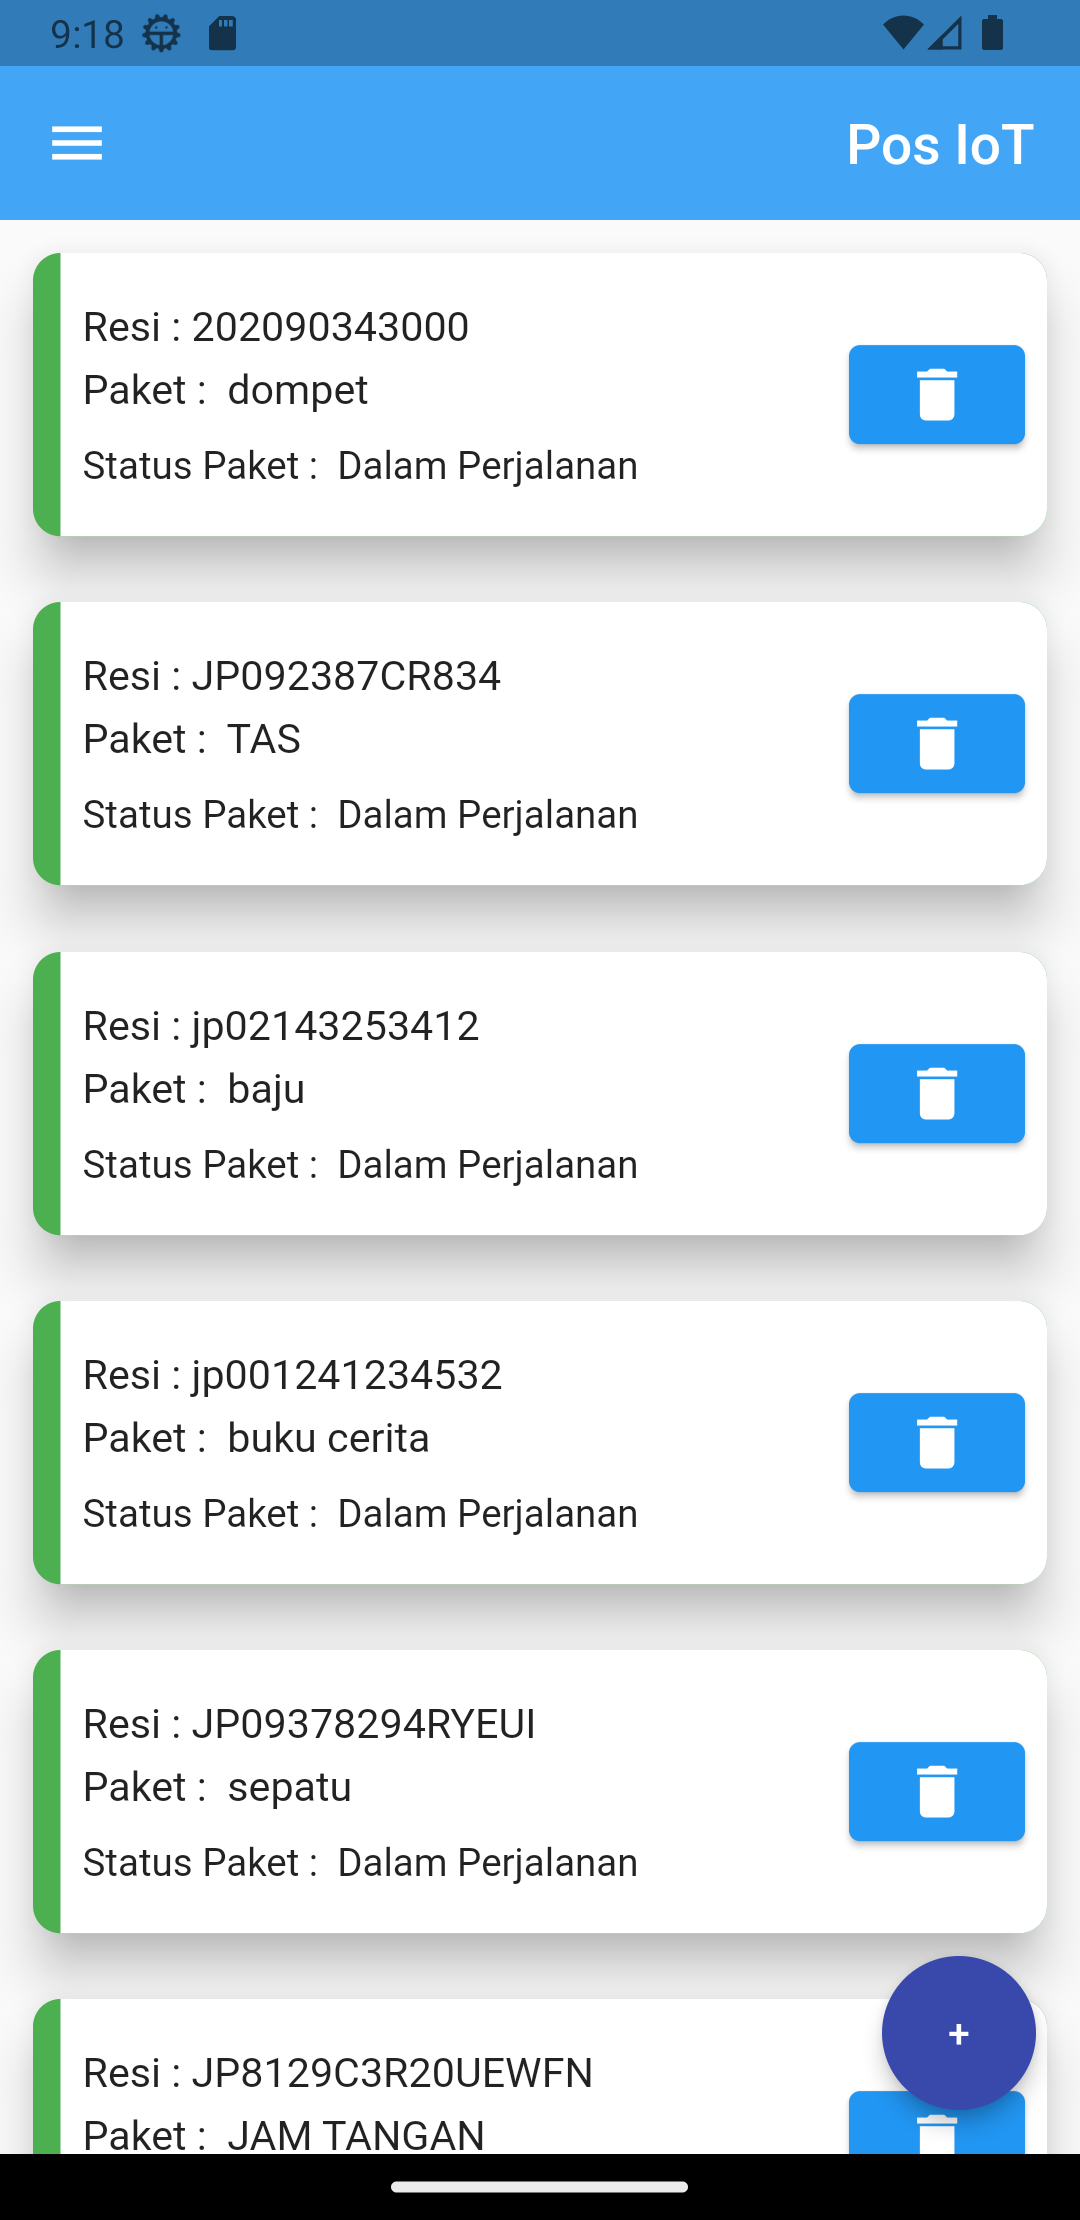 9:18
Pos IoT
Resi : 202090343000
Paket :  dompet
Status Paket :  Dalam Perjalanan
Resi : JP092387CR834
Paket :  TAS
Status Paket :  Dalam Perjalanan
Resi : jp02143253412
Paket :  baju
Status Paket :  Dalam Perjalanan
Resi : jp001241234532
Paket :  buku cerita
Status Paket :  Dalam Perjalanan
Resi : JP09378294RYEUI
Paket :  sepatu
Status Paket :  Dalam Perjalanan
+
Resi : JP8129C3R20UEWFN
Paket :  JAM TANGAN